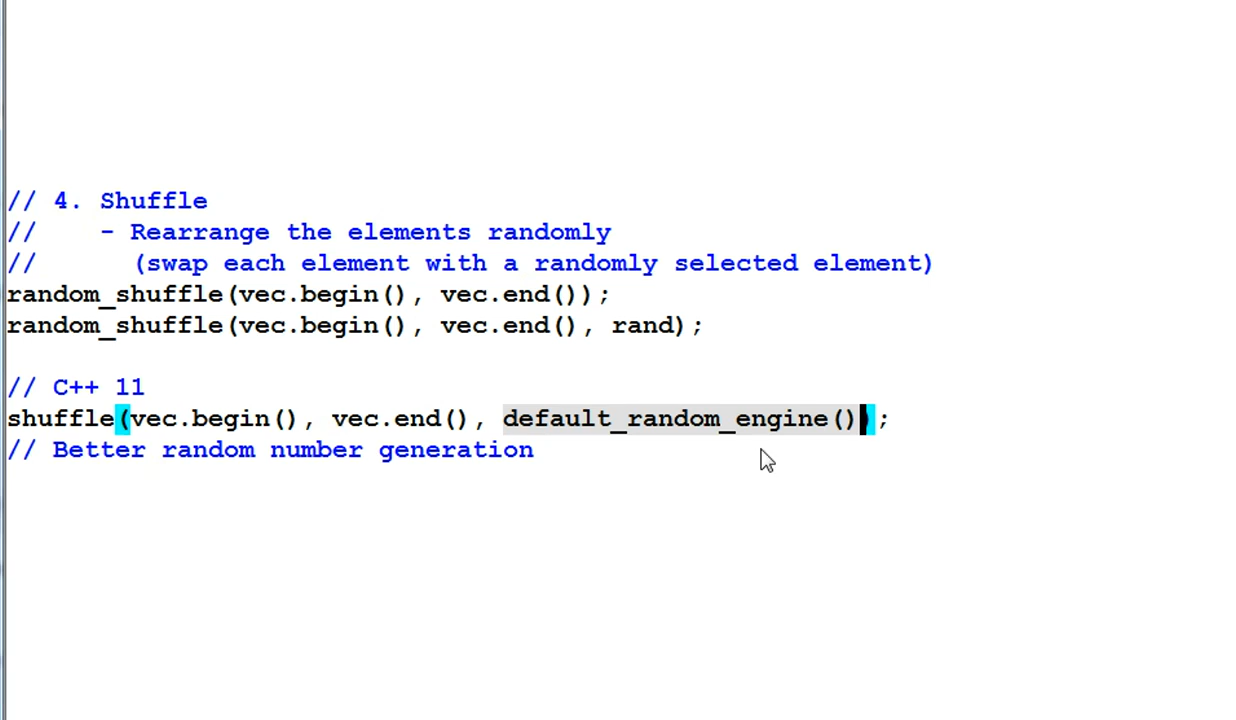 // 4. Shuffle
//    - Rearrange the elements randomly
//      (swap each element with a randomly selected element)
random_shuffle(vec.begin(), vec.end());
random_shuffle(vec.begin(), vec.end(), rand);
// C++ 11
shuffle(vec.begin(), vec.end(), default_random_engine());
// Better random number generation